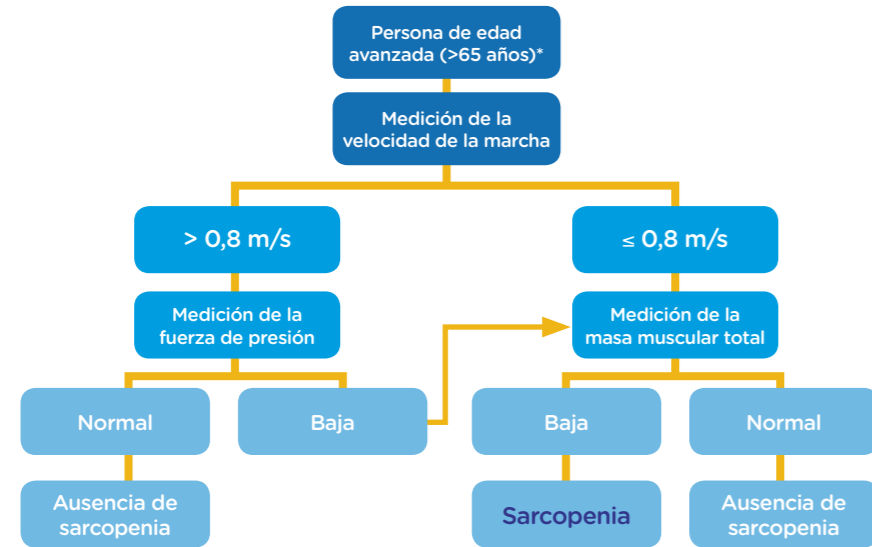 Persona de edad
avanzada (>65 años)*
Medición de la
velocidad de la marcha
> 0,8 m/s
≤ 0,8 m/s
Medición de la
fuerza de presión
Medición de la
masa muscular total
Normal
Baja
Baja
Normal
Ausencia de
sarcopenia
Sarcopenia
Ausencia de
sarcopenia